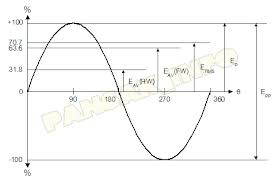 %
+100
70.7
63.6
31.8
0
90
180
270
360
θ
E_AV(HW)
E_AV(FW)
E_RMS
E_P
E_PP
-100
%